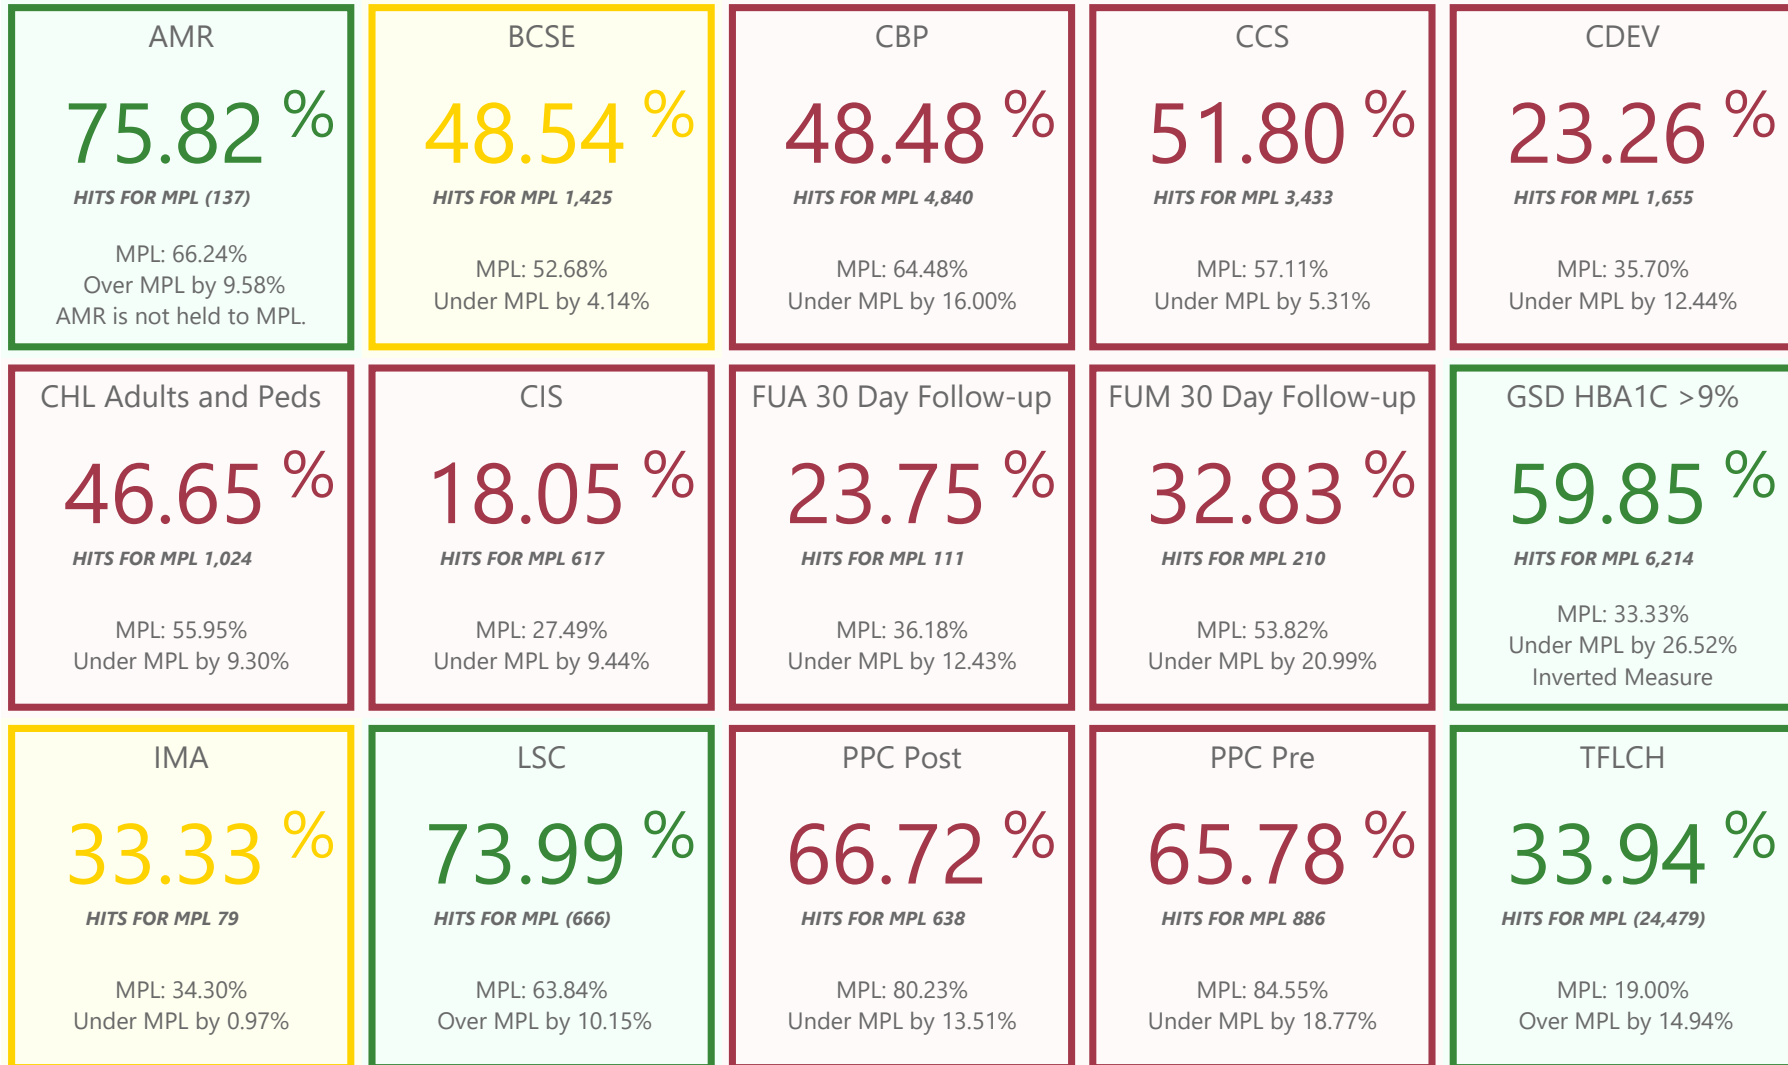 AMR
75.82 %
HITS FOR MPL (137)
MPL: 66.24%
Over MPL by 9.58%
AMR is not held to MPL.
BCSE
48.54 %
HITS FOR MPL 1,425
MPL: 52.68%
Under MPL by 4.14%
CBP
48.48 %
HITS FOR MPL 4,840
MPL: 64.48%
Under MPL by 16.00%
CCS
51.80 %
HITS FOR MPL 3,433
MPL: 57.11%
Under MPL by 5.31%
CDEV
23.26 %
HITS FOR MPL 1,655
MPL: 35.70%
Under MPL by 12.44%
CHL Adults and Peds
46.65 %
HITS FOR MPL 1,024
MPL: 55.95%
Under MPL by 9.30%
CIS
18.05 %
HITS FOR MPL 617
MPL: 27.49%
Under MPL by 9.44%
FUA 30 Day Follow-up
23.75 %
HITS FOR MPL 111
MPL: 36.18%
Under MPL by 12.43%
FUM 30 Day Follow-up
32.83 %
HITS FOR MPL 210
MPL: 53.82%
Under MPL by 20.99%
GSD HBA1C >9%
59.85 %
HITS FOR MPL 6,214
MPL: 33.33%
Under MPL by 26.52%
Inverted Measure
IMA
33.33 %
HITS FOR MPL 79
MPL: 34.30%
Under MPL by 0.97%
LSC
73.99 %
HITS FOR MPL (666)
MPL: 63.84%
Over MPL by 10.15%
PPC Post
66.72 %
HITS FOR MPL 638
MPL: 80.23%
Under MPL by 13.51%
PPC Pre
65.78 %
HITS FOR MPL 886
MPL: 84.55%
Under MPL by 18.77%
TFLCH
33.94 %
HITS FOR MPL (24,479)
MPL: 19.00%
Over MPL by 14.94%